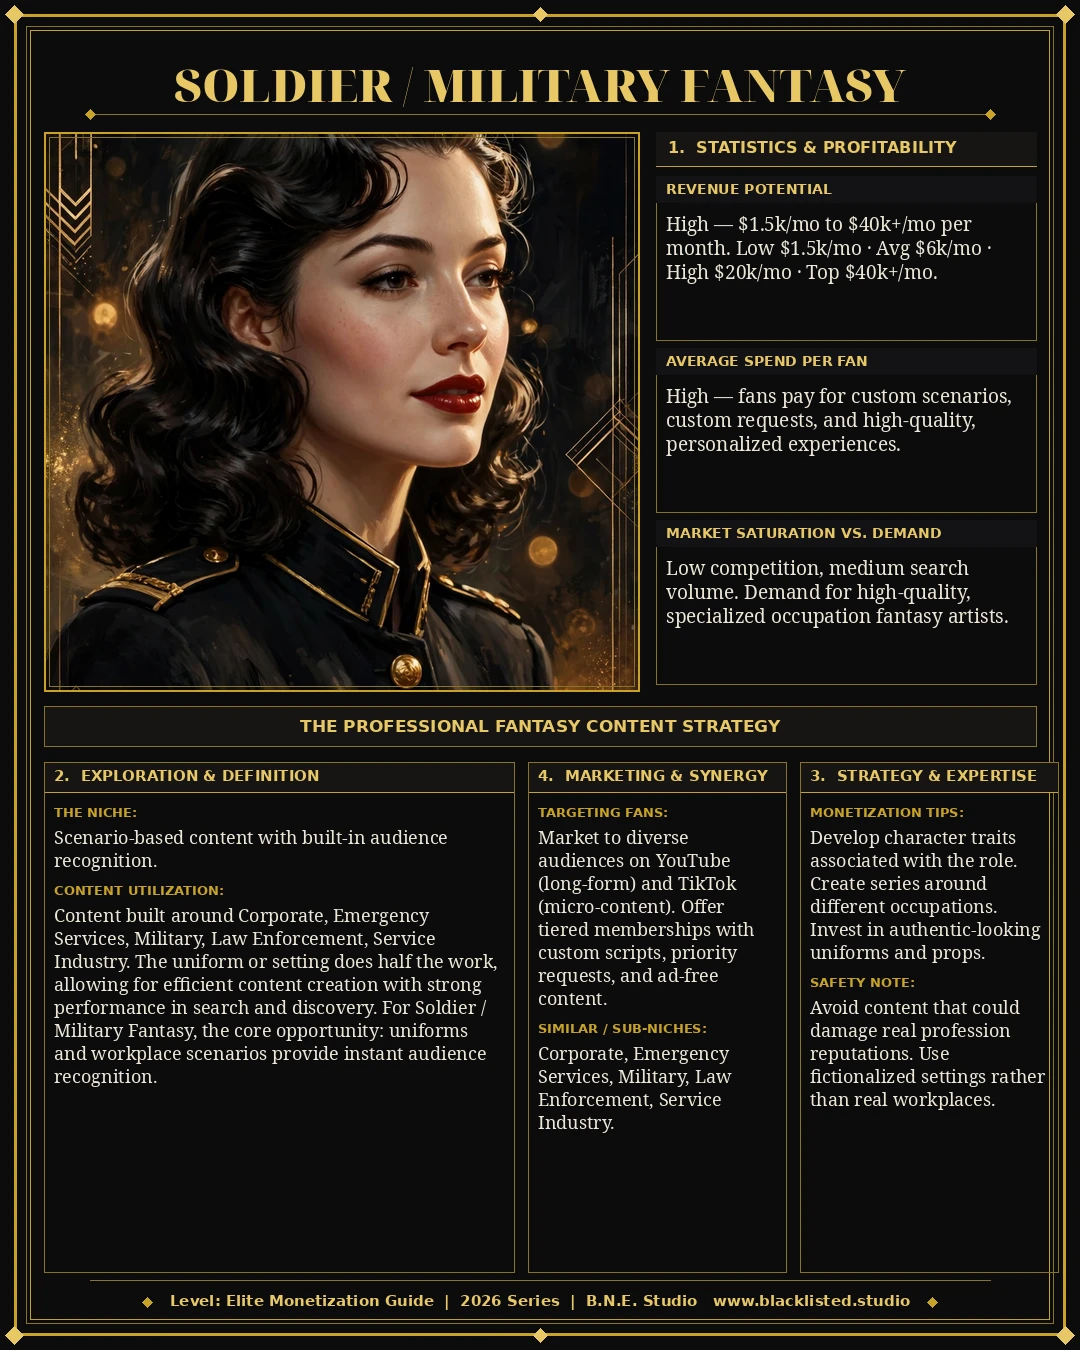 SOLDIER / MILITARY FANTASY
1. STATISTICS & PROFITABILITY
REVENUE POTENTIAL
High — $1.5k/mo to $40k+/mo per
month. Low $1.5k/mo · Avg $6k/mo ·
High $20k/mo · Top $40k+/mo.
AVERAGE SPEND PER FAN
High — fans pay for custom scenarios,
custom requests, and high-quality,
personalized experiences.
MARKET SATURATION VS. DEMAND
Low competition, medium search
volume. Demand for high-quality,
specialized occupation fantasy artists.
THE PROFESSIONAL FANTASY CONTENT STRATEGY
2. EXPLORATION & DEFINITION
THE NICHE:
Scenario-based content with built-in audience
recognition.
CONTENT UTILIZATION:
Content built around Corporate, Emergency
Services, Military, Law Enforcement, Service
Industry. The uniform or setting does half the work,
allowing for efficient content creation with strong
performance in search and discovery. For Soldier /
Military Fantasy, the core opportunity: uniforms
and workplace scenarios provide instant audience
recognition.
4. MARKETING & SYNERGY
TARGETING FANS:
Market to diverse
audiences on YouTube
(long-form) and TikTok
(micro-content). Offer
tiered memberships with
custom scripts, priority
requests, and ad-free
content.
SIMILAR / SUB-NICHES:
Corporate, Emergency
Services, Military, Law
Enforcement, Service
Industry.
3. STRATEGY & EXPERTISE
MONETIZATION TIPS:
Develop character traits
associated with the role.
Create series around
different occupations.
Invest in authentic-looking
uniforms and props.
SAFETY NOTE:
Avoid content that could
damage real profession
reputations. Use
fictionalized settings rather
than real workplaces.
Level: Elite Monetization Guide | 2026 Series | B.N.E. Studio www.blacklisted.studio